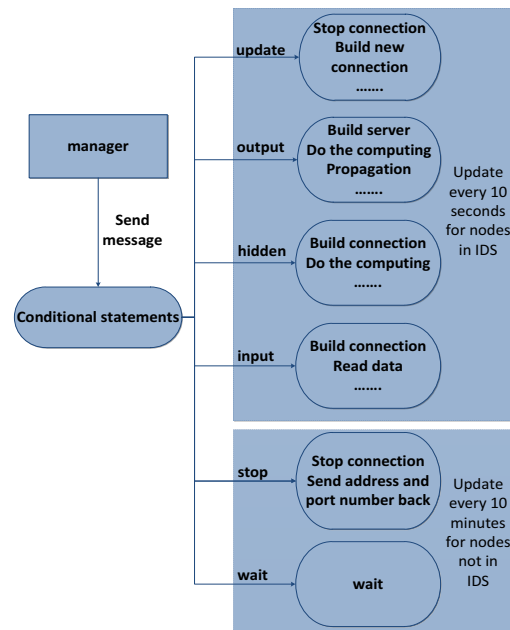 manager
Send
message
Conditional statements
update
Stop connection
Build new
connection
.......
output
Build server
Do the computing
Propagation
.......
hidden
Build connection
Do the computing
.......
input
Build connection
Read data
.......
Update
every 10
seconds
for nodes
in IDS
stop
Stop connection
Send address and
port number back
wait
wait
Update
every 10
minutes
for nodes
not in
IDS